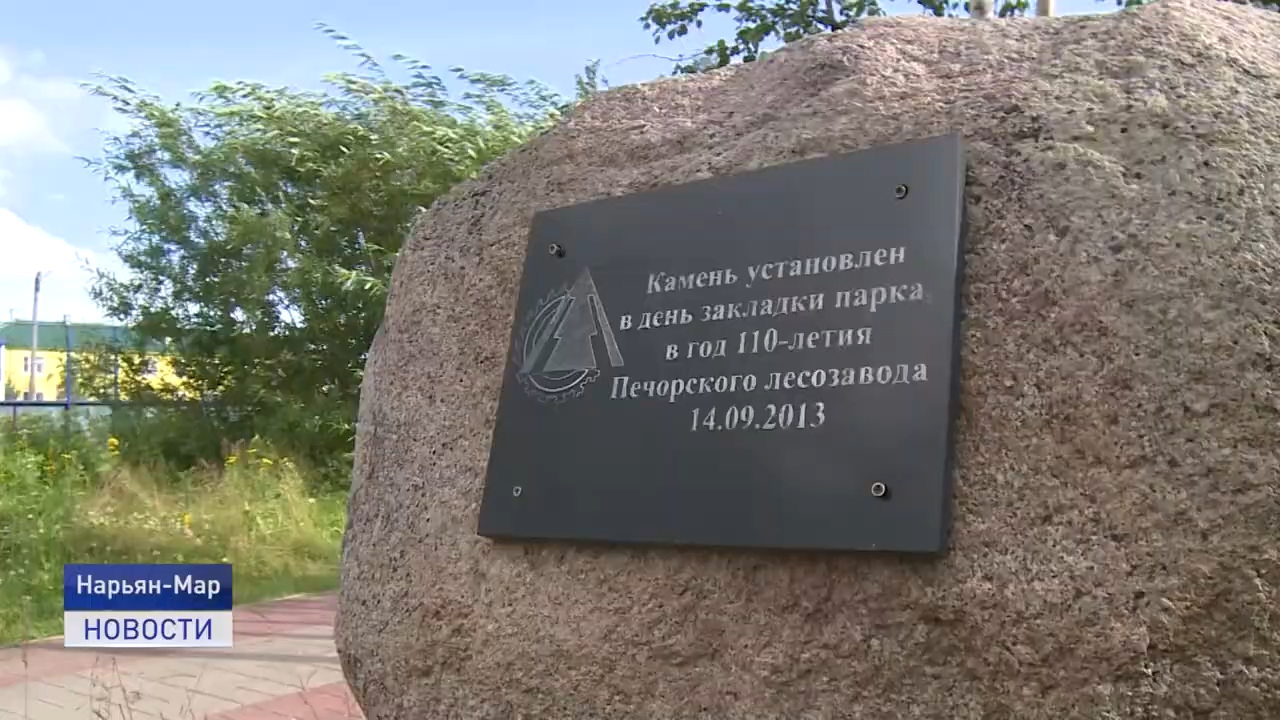 Камень установлен
в день закладки парка,
в год 110-летия
Печорского лесозавода
14.09.2013
Нарьян-Мар
НОВОСТИ